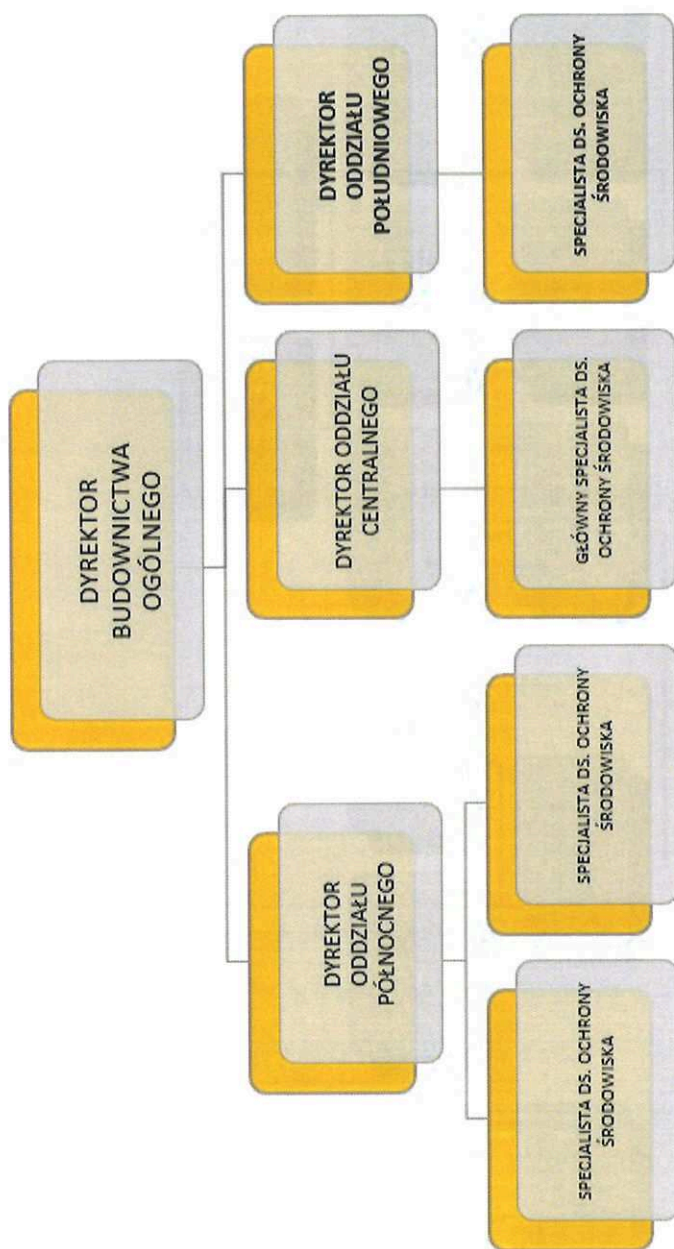 DYREKTOR
BUDOWNICTWA
OGÓLNEGO
DYREKTOR
ODDZIAŁU
PÓŁNOCNEGO
DYREKTOR ODDZIAŁU
CENTRALNEGO
DYREKTOR
ODDZIAŁU
POŁUDNIOWEGO
SPECJALISTA DS. OCHRONY
ŚRODOWISKA
SPECJALISTA DS. OCHRONY
ŚRODOWISKA
GŁÓWNY SPECJALISTA DS.
OCHRONY ŚRODOWISKA
SPECJALISTA DS. OCHRONY
ŚRODOWISKA